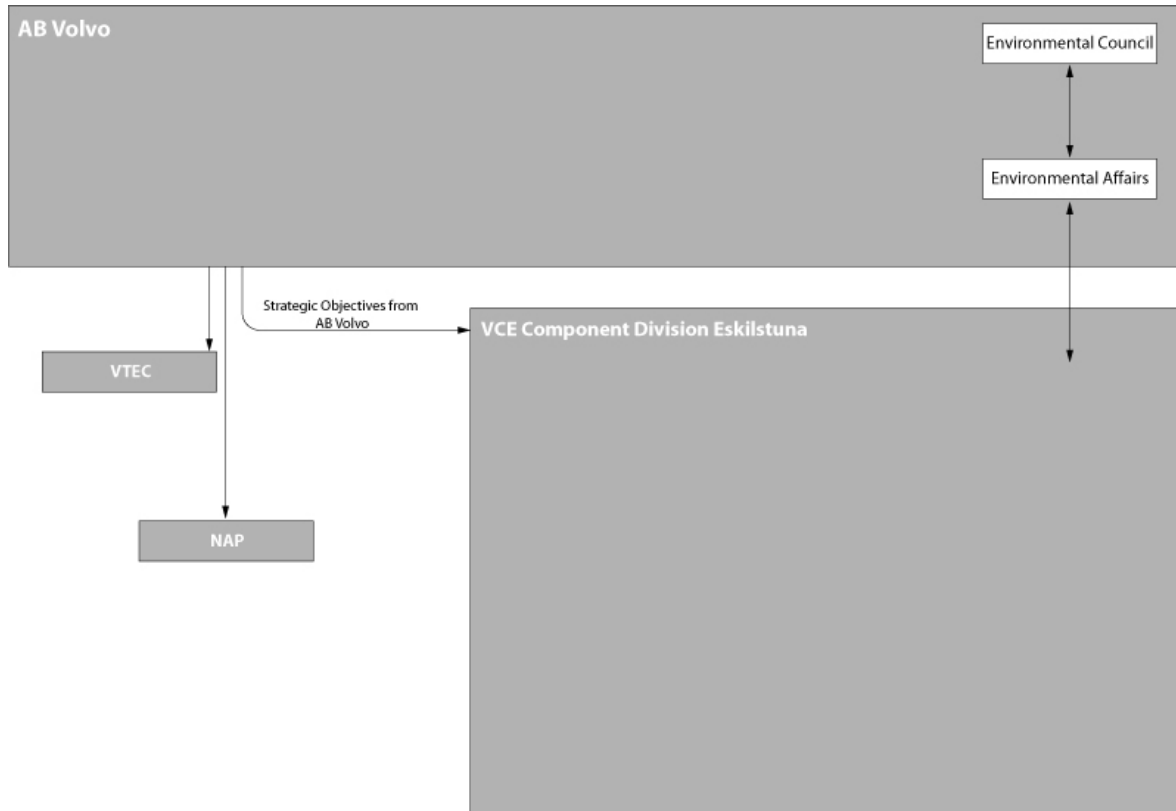 AB Volvo
Environmental Council
Environmental Affairs
Strategic Objectives from
AB Volvo
VCE Component Division Eskilstuna
VTEC
NAP